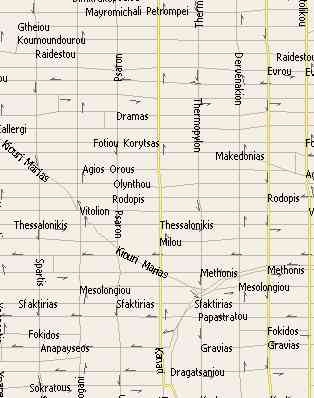 Mayromichali Petrompei
Gtheiou
Koumoundourou
Raidestou
Psaron
Dervenakion
Raidestou
Evrou
Dramas
Thermopylon
Fotiou Korytsas
Makedonias
Kiouri Marias
Agios Orous
Olynthou
Rodopis
Rodopis
Vitolion
Psaron
Thessalonikis
Thessalonikis
Milou
Kiouri Marias
Spartis
Methonis
Methonis
Mesolongiou
Mesolongiou
Sfaktirias
Sfaktirias
Sfaktirias
Papastratou
Fokidos
Fokidos
Anapayseos
Gravias
Gravias
Kanari
Dragatsaniou
Sokratous